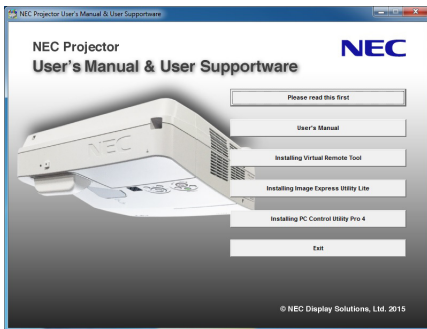 NEC Projector User's Manual & User Supportware
NEC Projector
NEC
User's Manual & User Supportware
NEC
Please read this first
User's Manual
Installing Virtual Remote Tool
Installing Image Express Utility Lite
Installing PC Control Utility Pro 4
Exit
© NEC Display Solutions, Ltd. 2015